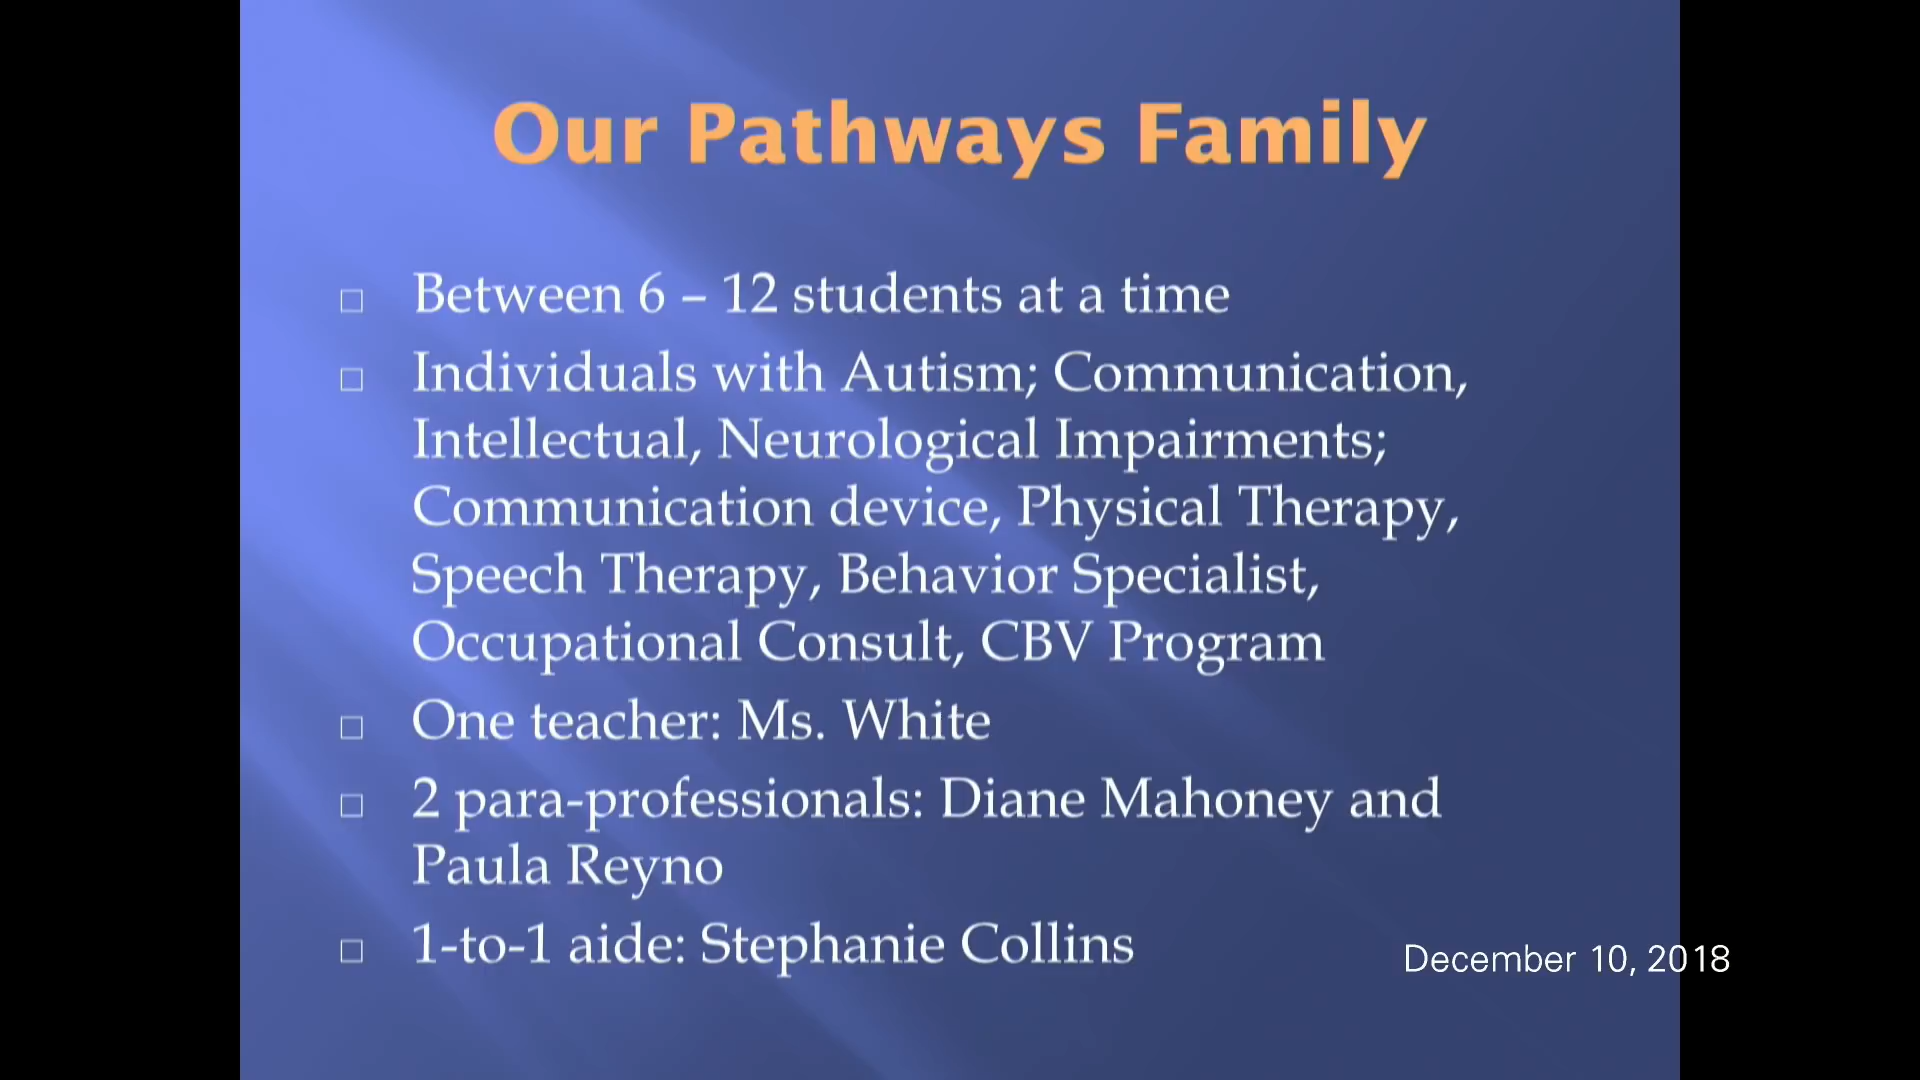 Our Pathways Family
□ Between 6 – 12 students at a time
□ Individuals with Autism; Communication,
Intellectual, Neurological Impairments;
Communication device, Physical Therapy,
Speech Therapy, Behavior Specialist,
Occupational Consult, CBV Program
□ One teacher: Ms. White
□ 2 para-professionals: Diane Mahoney and
Paula Reyno
□ 1-to-1 aide: Stephanie Collins
December 10, 2018